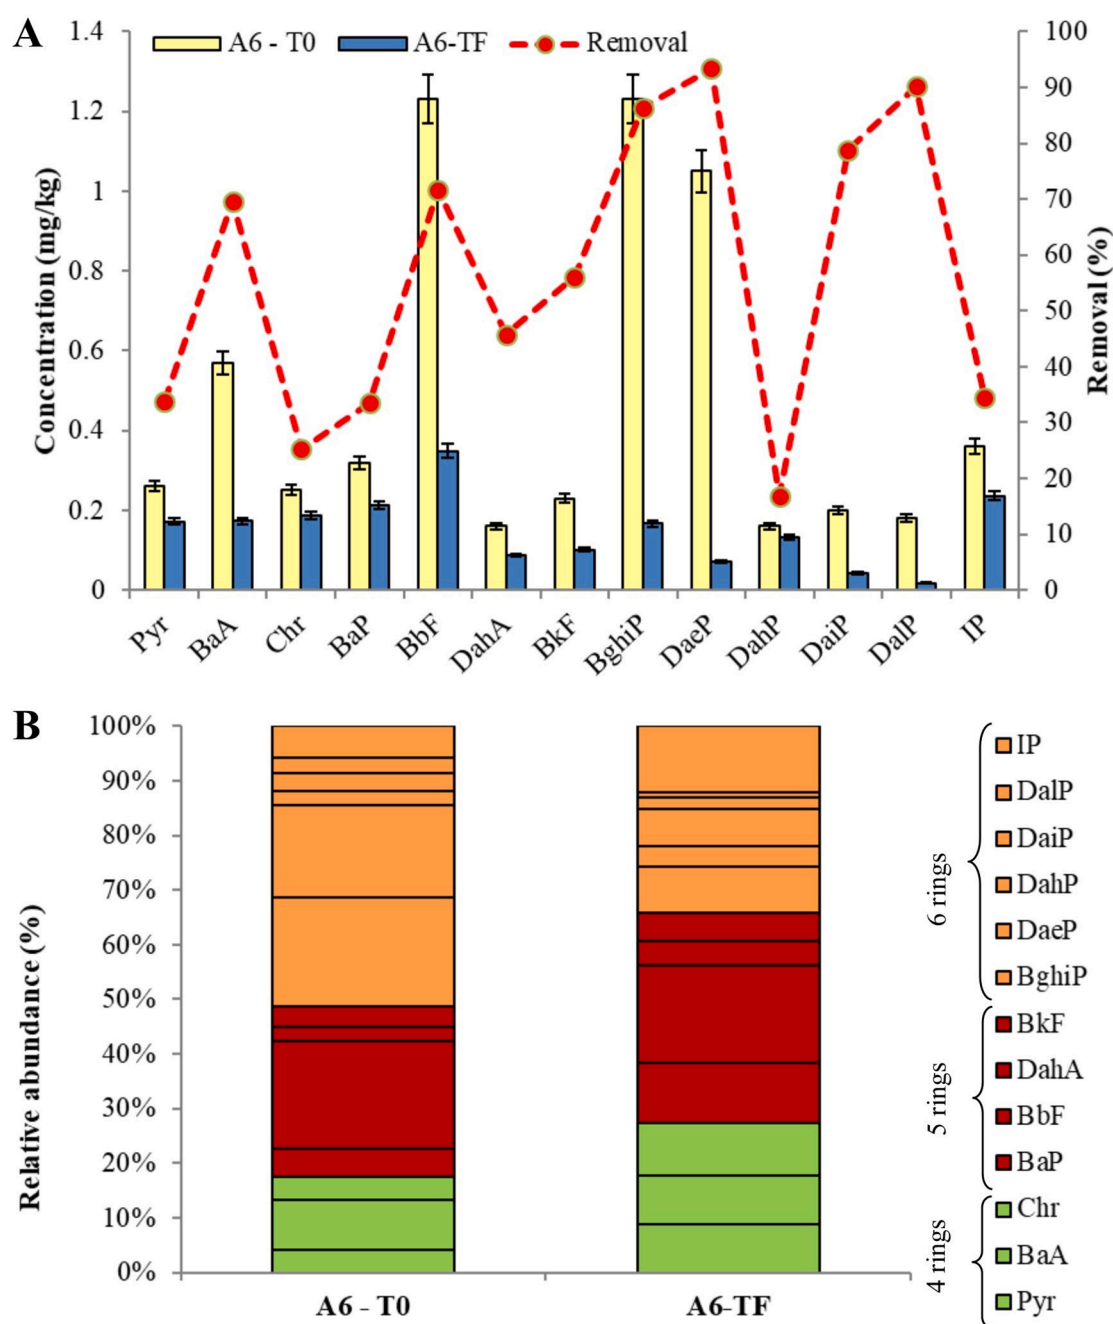 A
A6 - T0 A6-TF Removal
Concentration (mg/kg)
1.4
1.2
1
0.8
0.6
0.4
0.2
0
100
90
80
70
60
50
40
30
20
10
0
Removal (%)
Pyr BaA Chr BaP BbF DahA BkF BghiP DaeP DahP DaiP DalP IP
B
Relative abundance (%)
100%
90%
80%
70%
60%
50%
40%
30%
20%
10%
0%
A6 - T0 A6-TF
6 rings
IP
DalP
DaiP
DahP
DaeP
BghiP
5 rings
BkF
DahA
BbF
BaP
4 rings
Chr
BaA
Pyr